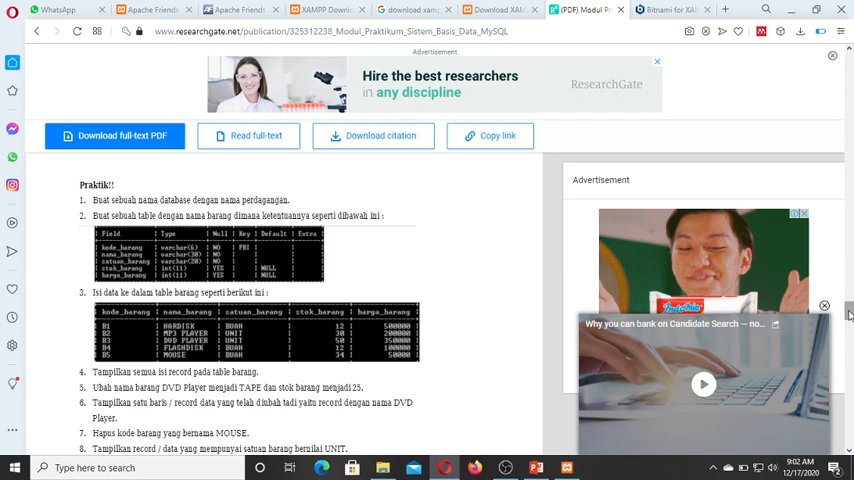 WhatsApp
Apache Friends
Apache Friends
XAMPP Downlo
download xamp
Download XAM
(PDF) Modul Pr
Bitnami for XAM
www.researchgate.net/publication/325312238_Modul_Praktikum_Sistem_Basis_Data_MySQL
Advertisement
Hire the best researchers
in any discipline
ResearchGate
Download full-text PDF
Read full-text
Download citation
Copy link
Praktik!!
1. Buat sebuah nama database dengan nama perdagangan.
2. Buat sebuah table dengan nama barang dimana ketentuannya seperti dibawah ini :
Field Type Null Key Default Extra
kode_barang varchar(6) NO PRI
nama_barang varchar(30) NO
satuan_barang varchar(20) NO
stok_barang int(11) YES NULL
harga_barang int(11) YES NULL
3. Isi data ke dalam table barang seperti berikut ini :
kode_barang nama_barang satuan_barang stok_barang harga_barang
B1 HARDISK BUAH 12 500000
B2 MP3 PLAYER UNIT 30 200000
B3 DVD PLAYER UNIT 50 350000
B4 FLASHDISK BUAH 12 100000
B5 MOUSE BUAH 34 50000
4. Tampilkan semua isi record pada table barang.
5. Ubah nama barang DVD Player menjadi TAPE dan stok barang menjadi 25.
6. Tampilkan satu baris / record data yang telah diubah tadi yaitu record dengan nama DVD
Player.
7. Hapus kode barang yang bernama MOUSE.
8. Tampilkan record / data yang mempunyai satuan barang bernilai UNIT.
Advertisement
Indomie
Why you can bank on Candidate Search — no...
Type here to search
9:02 AM
12/17/2020
2